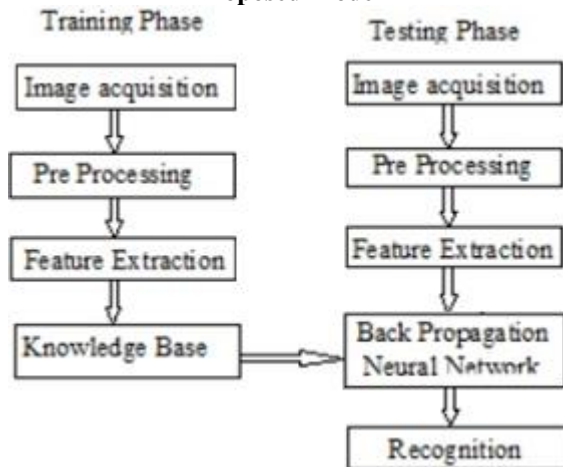 Training Phase
Image acquisition
Pre Processing
Feature Extraction
Knowledge Base
Testing Phase
Image acquisition
Pre Processing
Feature Extraction
Back Propagation
Neural Network
Recognition